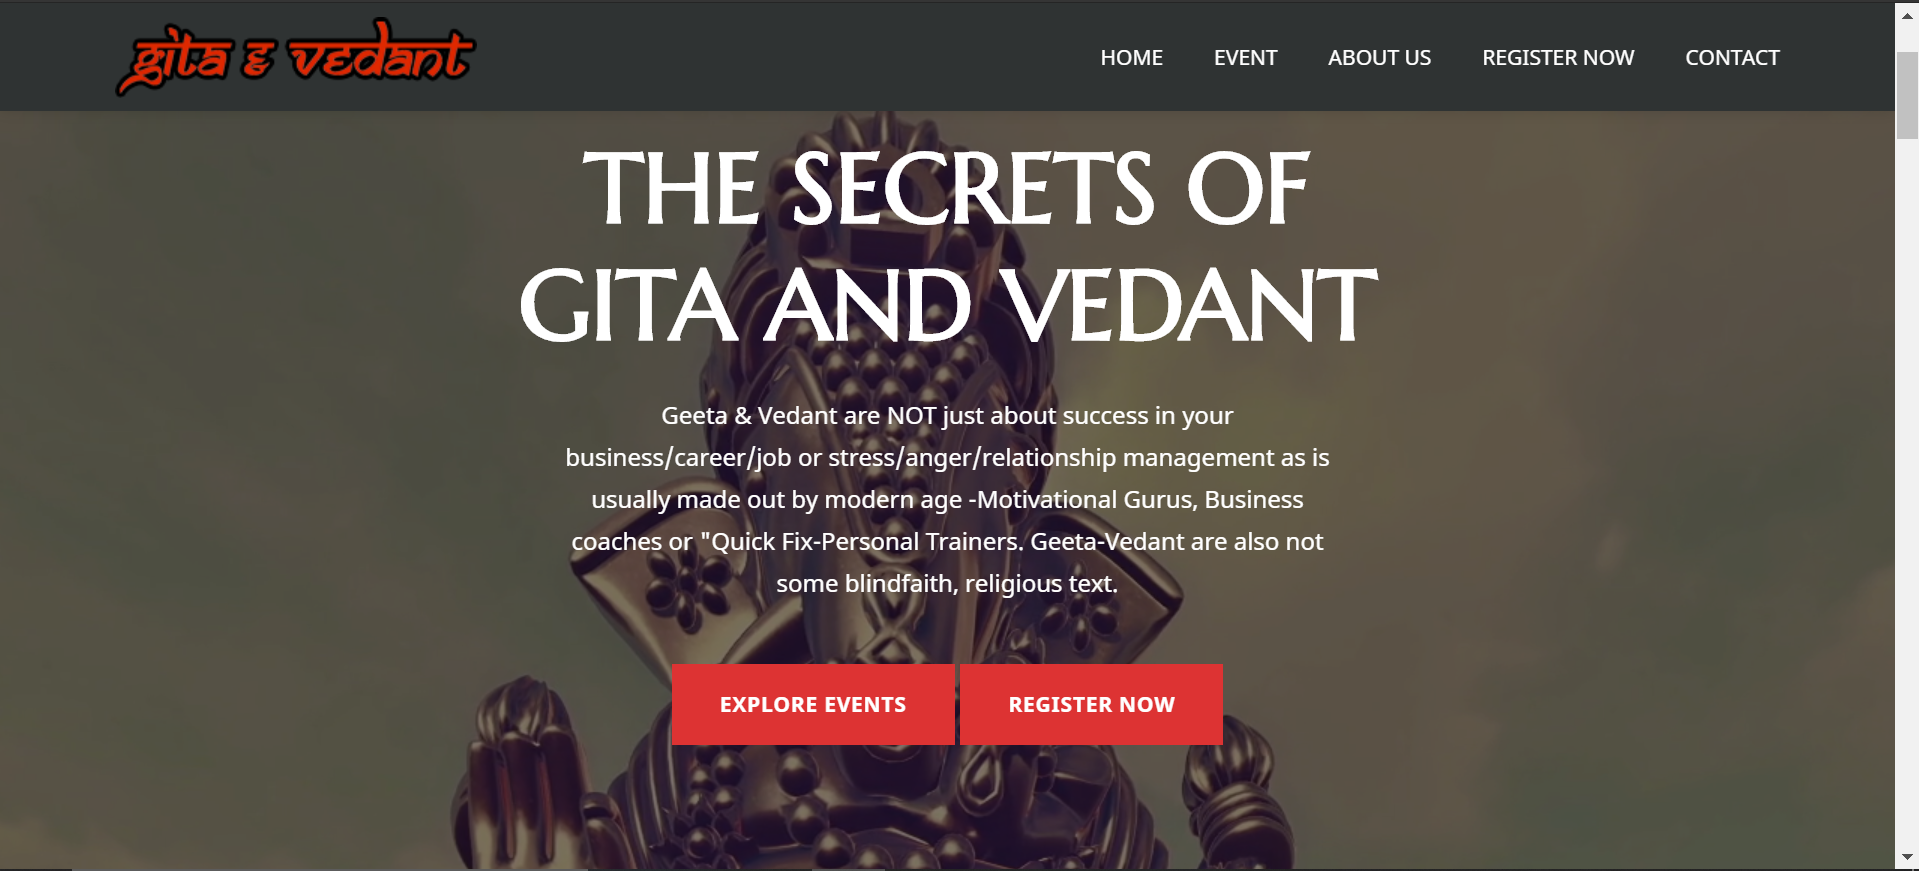 gita & vedant
HOME EVENT ABOUT US REGISTER NOW CONTACT
THE SECRETS OF
GITA AND VEDANT
Geeta & Vedant are NOT just about success in your
business/career/job or stress/anger/relationship management as is
usually made out by modern age -Motivational Gurus, Business
coaches or "Quick Fix-Personal Trainers. Geeta-Vedant are also not
some blindfaith, religious text.
EXPLORE EVENTS REGISTER NOW